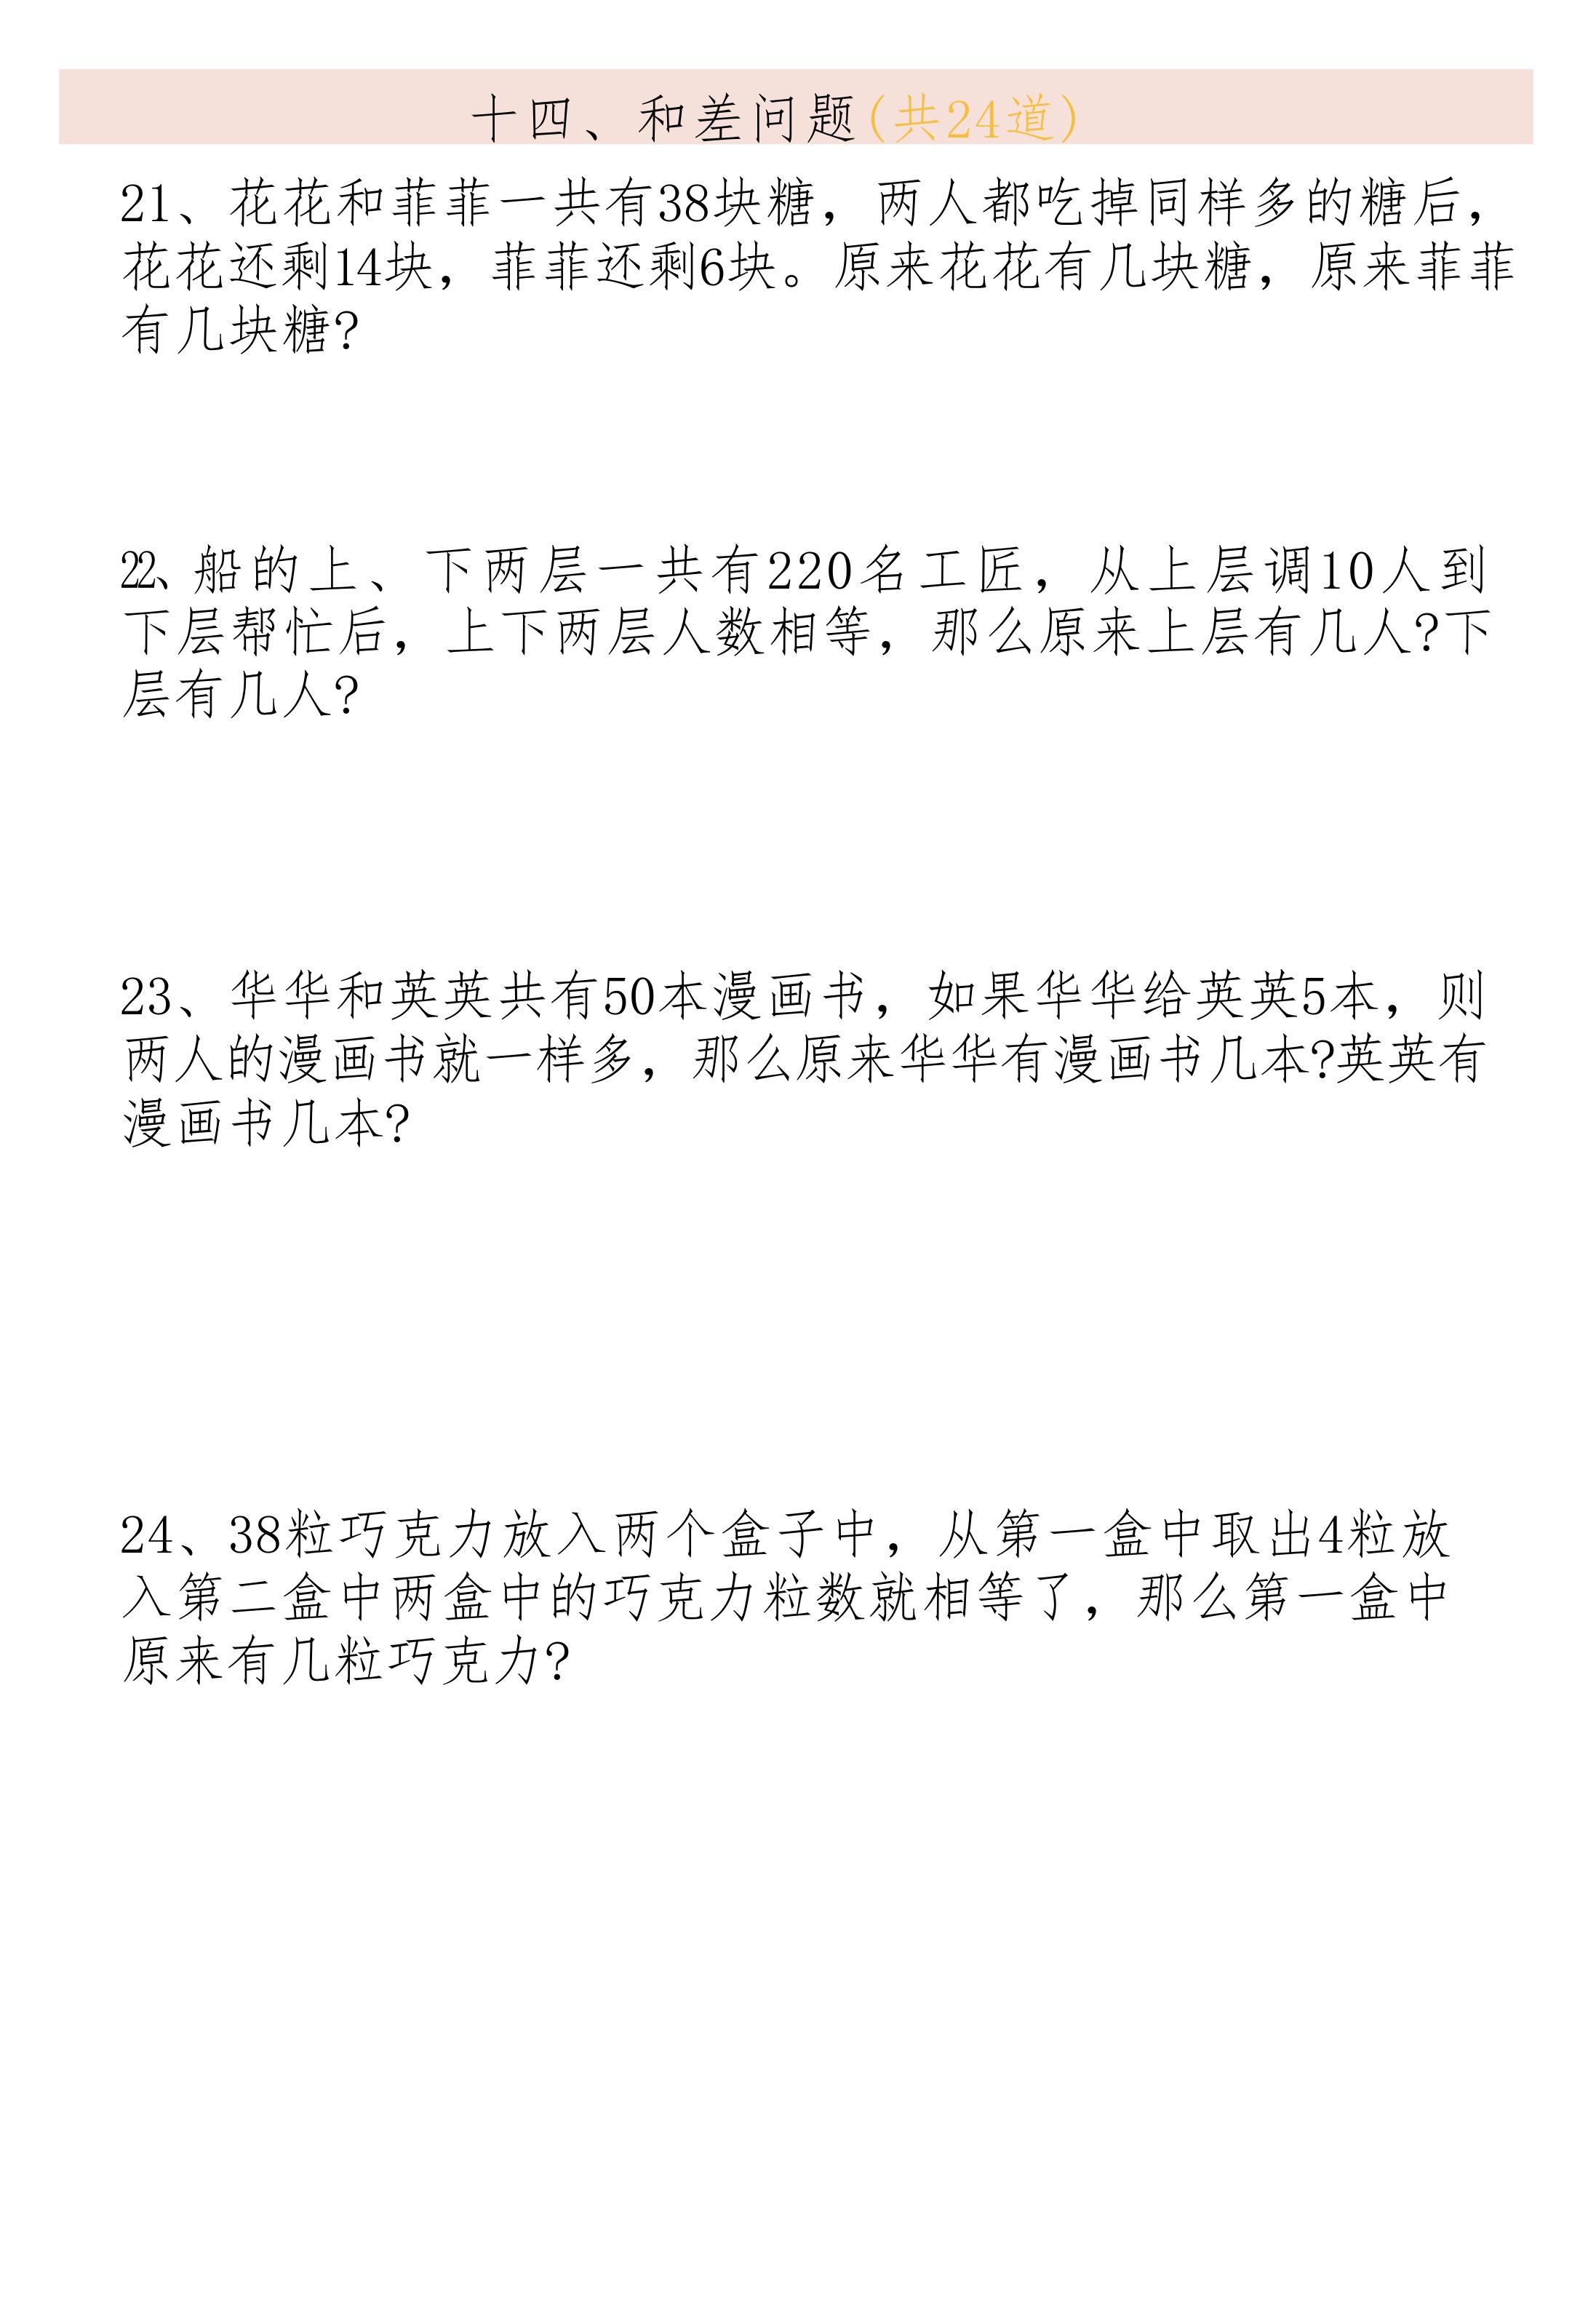 十四、和差问题(共24道)
21、花花和菲菲一共有38块糖，两人都吃掉同样多的糖后，
花花还剩14块，菲菲还剩6块。原来花花有几块糖，原来菲菲
有几块糖?
22、船的上、下两层一共有220名工匠，从上层调10人到
下层帮忙后，上下两层人数相等，那么原来上层有几人?下
层有几人?
23、华华和英英共有50本漫画书，如果华华给英英5本，则
两人的漫画书就一样多，那么原来华华有漫画书几本?英英有
漫画书几本?
24、38粒巧克力放入两个盒子中，从第一盒中取出4粒放
入第二盒中两盒中的巧克力粒数就相等了，那么第一盒中
原来有几粒巧克力?